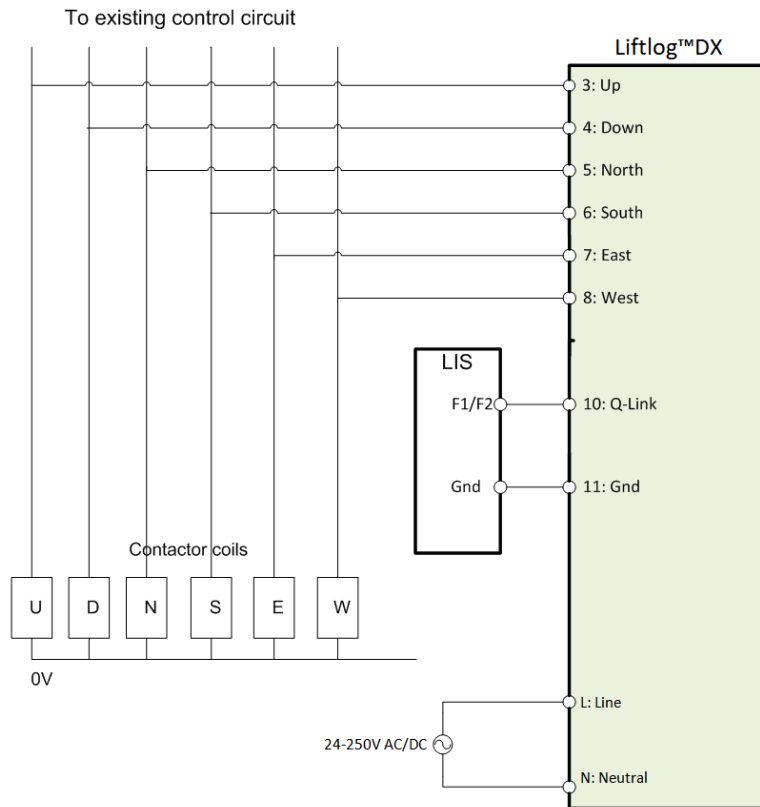 To existing control circuit
Liftlog™DX
3: Up
4: Down
5: North
6: South
7: East
8: West
LIS
F1/F2
10: Q-Link
Gnd
11: Gnd
Contactor coils
U
D
N
S
E
W
0V
L: Line
24-250V AC/DC
N: Neutral